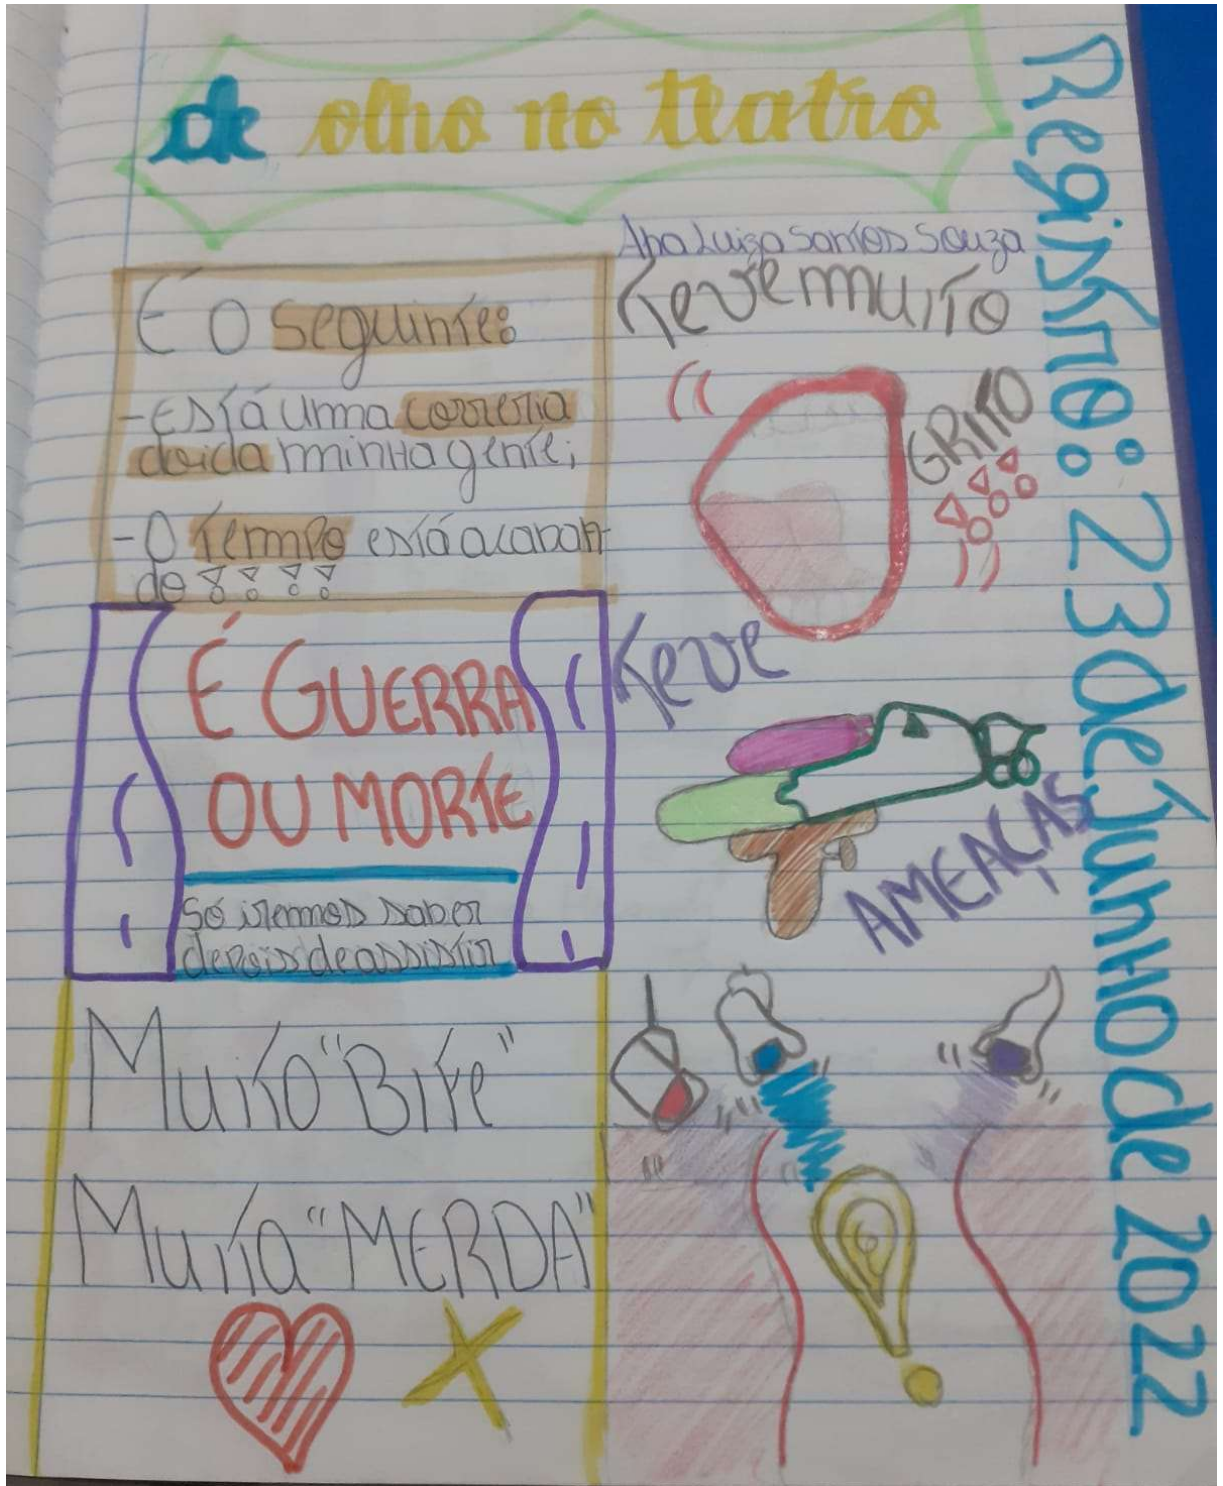 de olho no teatro
Ana Luiza Santos Souza
É o seguinte:
- está uma correria
doida minha gente;
- O tempo está acaban-
do !!!!
É GUERRA
OU MORTE
Só iremos saber
depois de assistir
Muito "Bife"
Muita "MERDA"
Teve muito
GRITO
!!!
Teve
AMEAÇAS
Registro: 23 de Junho de 2022